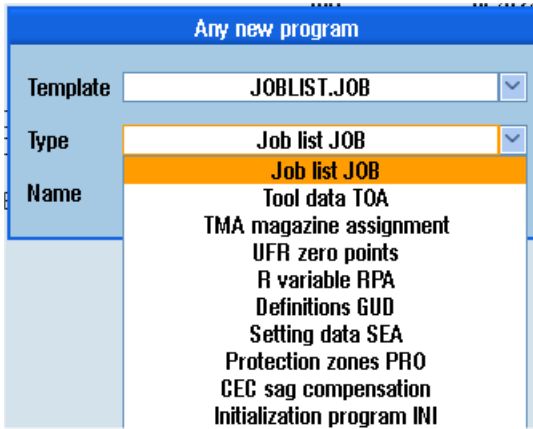 Any new program
Template JOBLIST.JOB
Type Job list JOB
Name
Job list JOB
Tool data TOA
TMA magazine assignment
UFR zero points
R variable RPA
Definitions GUD
Setting data SEA
Protection zones PRO
CEC sag compensation
Initialization program INI